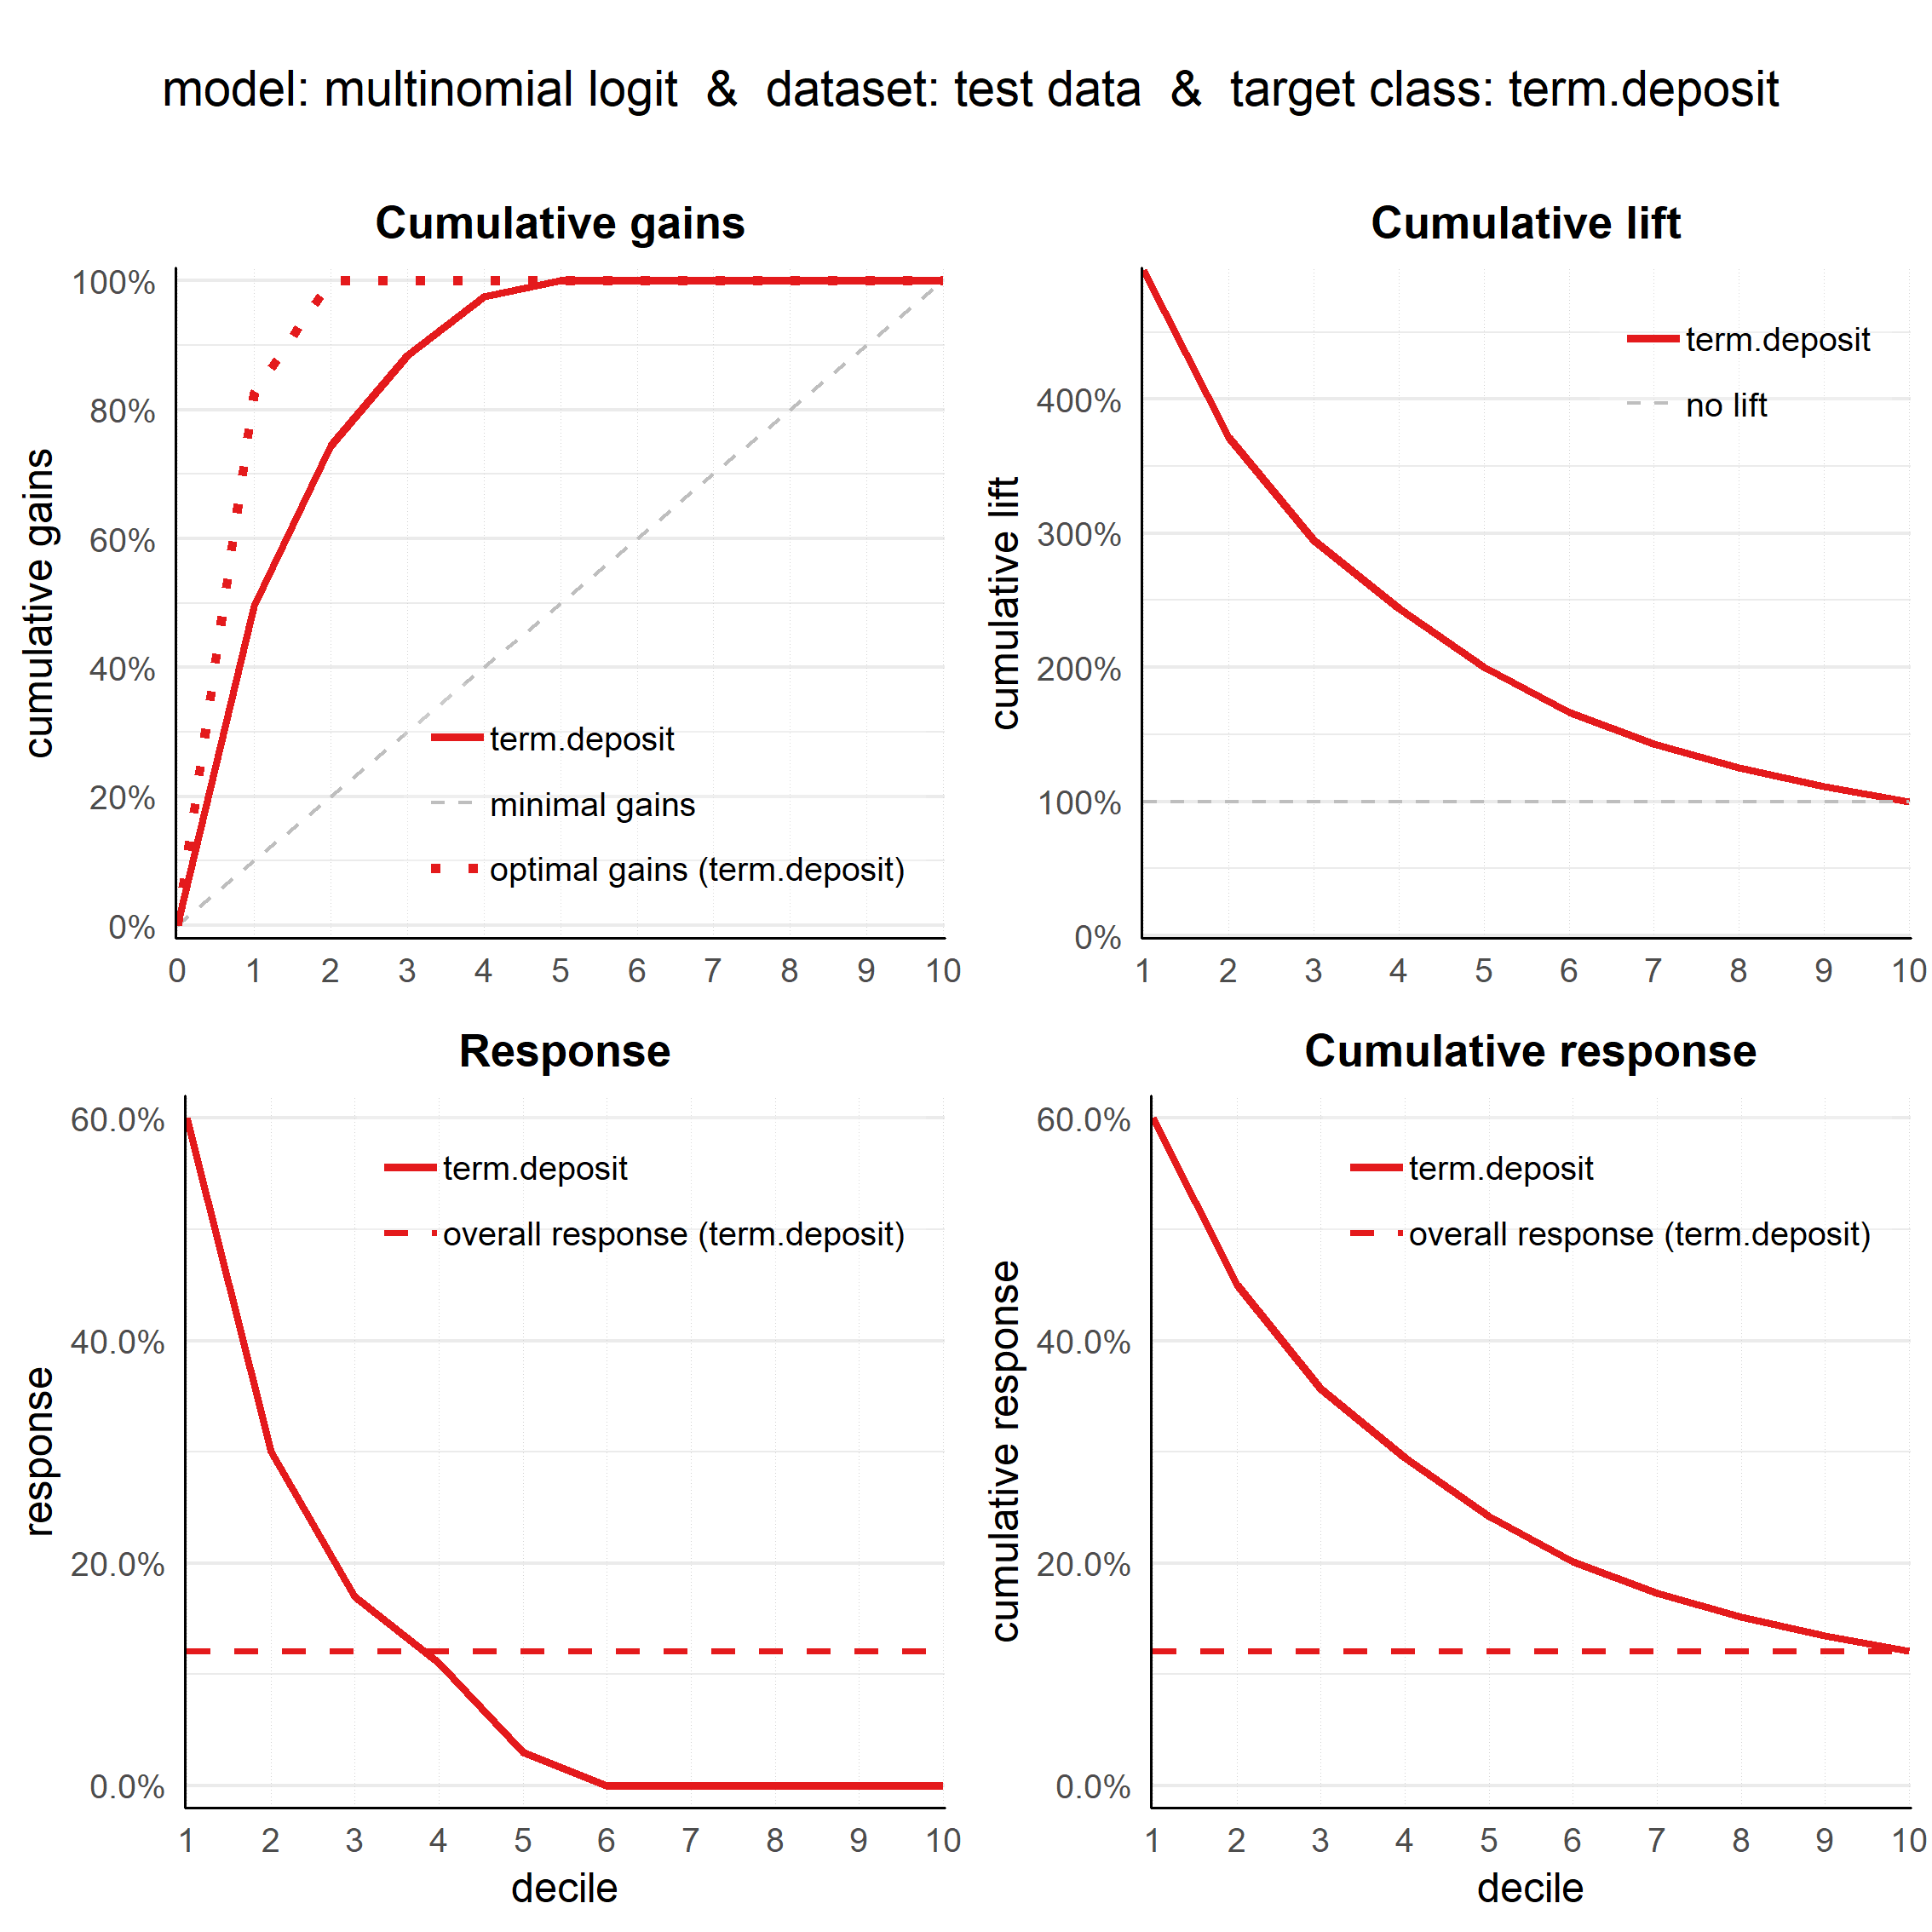 model: multinomial logit & dataset: test data & target class: term.deposit
Cumulative gains
cumulative gains
100%
80%
60%
40%
20%
0%
term.deposit
minimal gains
optimal gains (term.deposit)
0 1 2 3 4 5 6 7 8 9 10
Cumulative lift
cumulative lift
400%
300%
200%
100%
0%
term.deposit
no lift
1 2 3 4 5 6 7 8 9 10
Response
response
60.0%
40.0%
20.0%
0.0%
term.deposit
overall response (term.deposit)
1 2 3 4 5 6 7 8 9 10
decile
Cumulative response
cumulative response
60.0%
40.0%
20.0%
0.0%
term.deposit
overall response (term.deposit)
1 2 3 4 5 6 7 8 9 10
decile